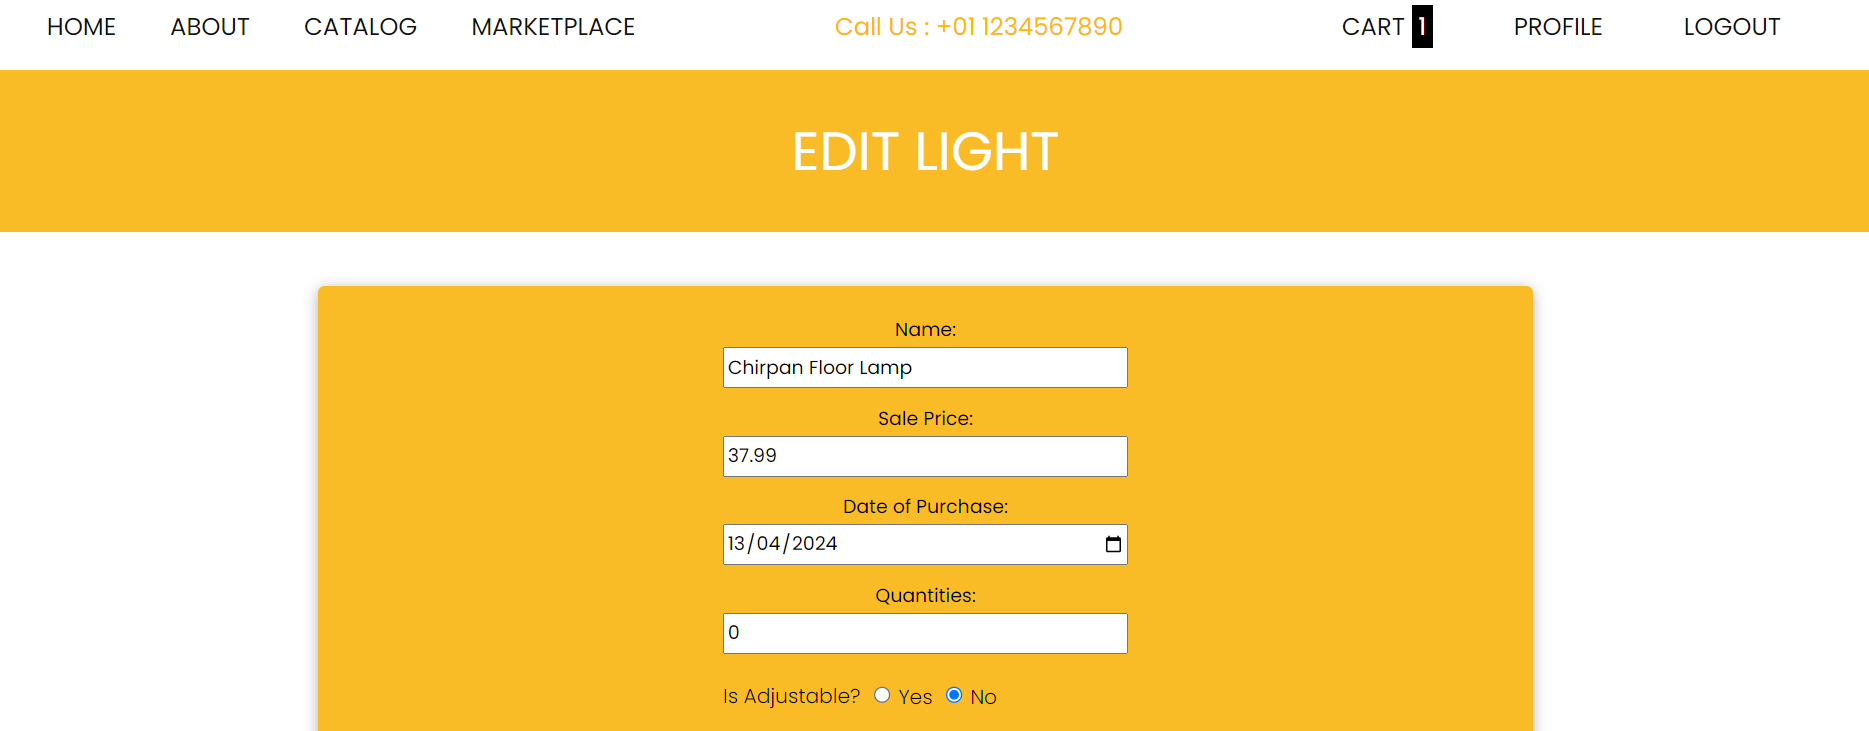 HOME ABOUT CATALOG MARKETPLACE Call Us : +01 1234567890 CART 1 PROFILE LOGOUT
EDIT LIGHT
Name:
Chirpan Floor Lamp
Sale Price:
37.99
Date of Purchase:
13/04/2024
Quantities:
0
Is Adjustable? Yes No